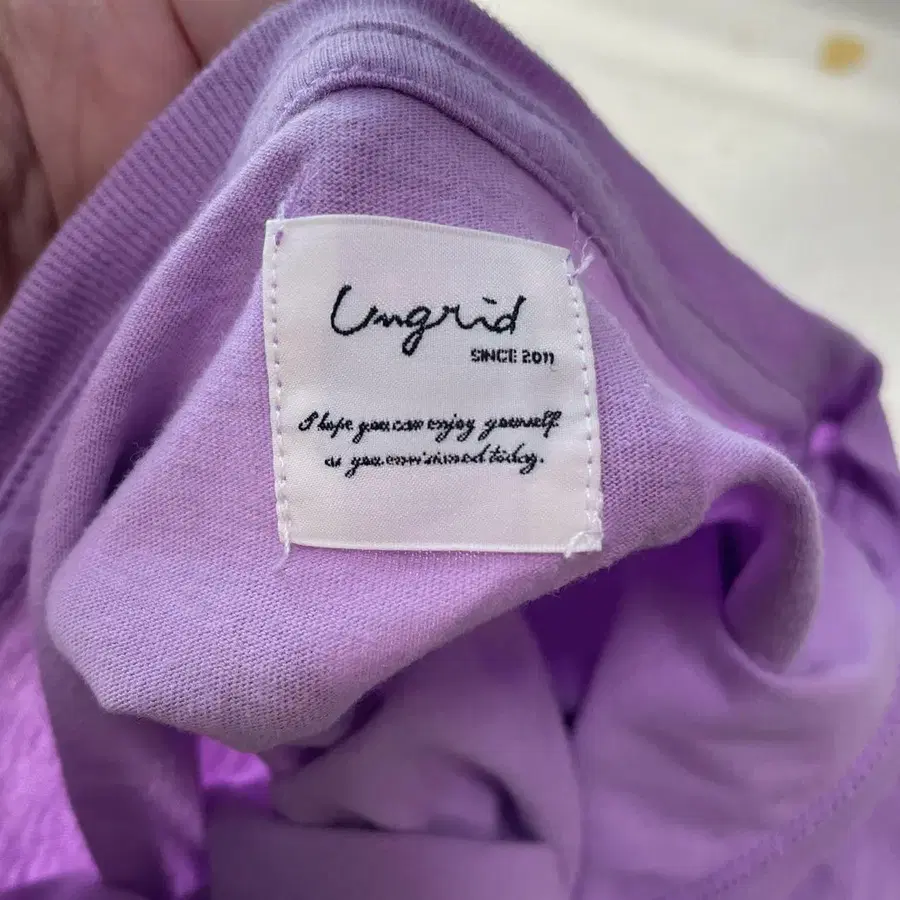 Ungrid
SINCE 2011
I hope you can enjoy yourself
as you envisioned today.